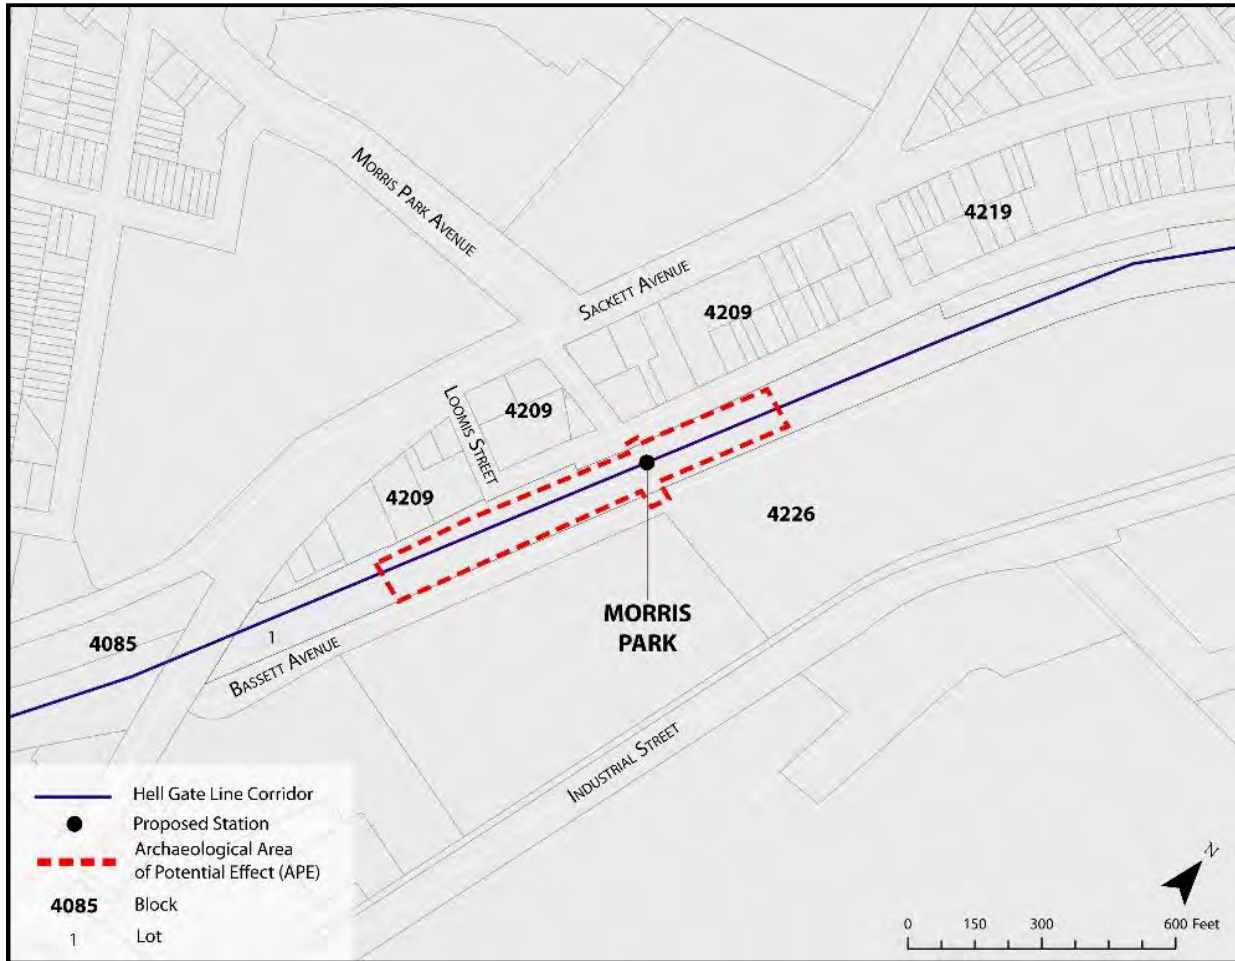 MORRIS PARK AVENUE
SACKETT AVENUE
4219
4209
LOOMIS STREET
4209
4209
4226
MORRIS
PARK
4085
1
BASSETT AVENUE
INDUSTRIAL STREET
Hell Gate Line Corridor
Proposed Station
Archaeological Area
of Potential Effect (APE)
4085 Block
1 Lot
N
0 150 300 600 Feet